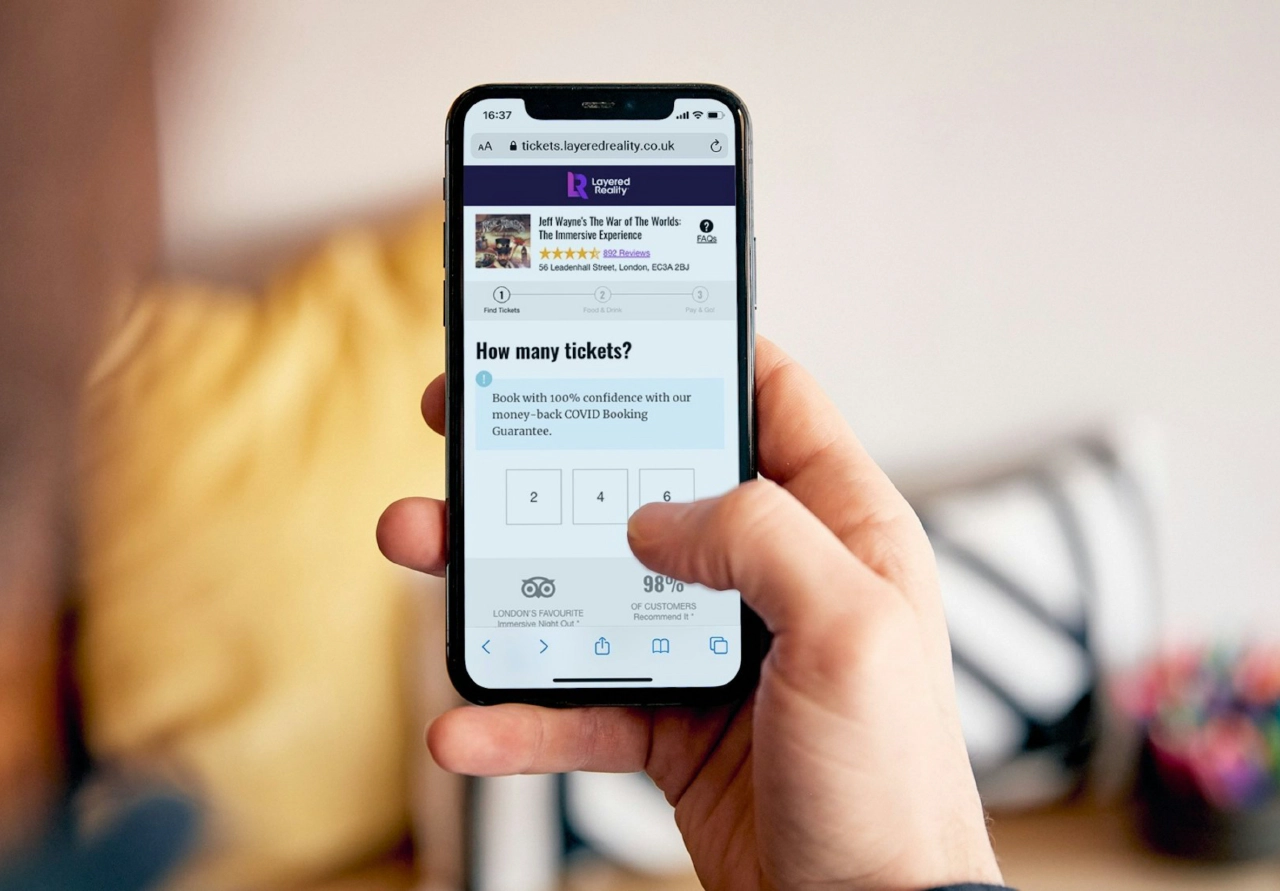 16:37
AA tickets.layeredreality.co.uk
LR Layered
Reality
Jeff Wayne's The War of The Worlds:
The Immersive Experience
?
FAQs
892 Reviews
56 Leadenhall Street, London, EC3A 2BJ
1 2 3
Find Tickets Food & Drink Pay & Go!
How many tickets?
!
Book with 100% confidence with our
money-back COVID Booking
Guarantee.
2 4 6
98%
LONDON'S FAVOURITE
Immersive Night Out *
OF CUSTOMERS
Recommend It *